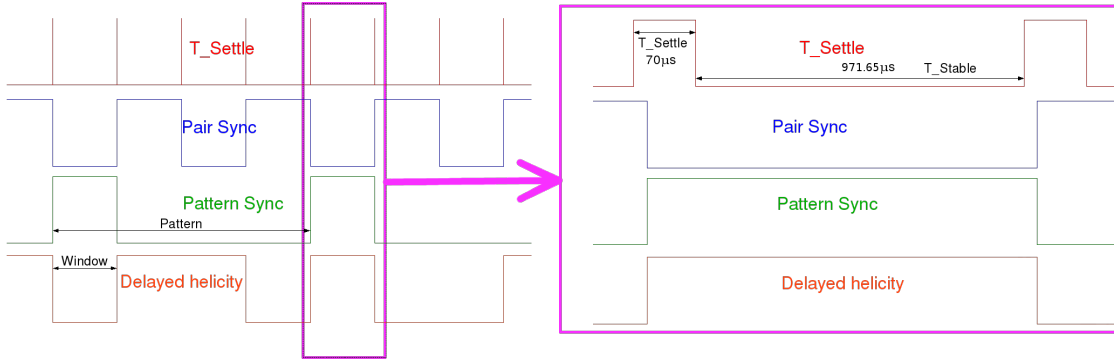 T_Settle
Pair Sync
Pattern Sync
Pattern
Window
Delayed helicity
T_Settle
70µs
T_Settle
971.65µs
T_Stable
Pair Sync
Pattern Sync
Delayed helicity